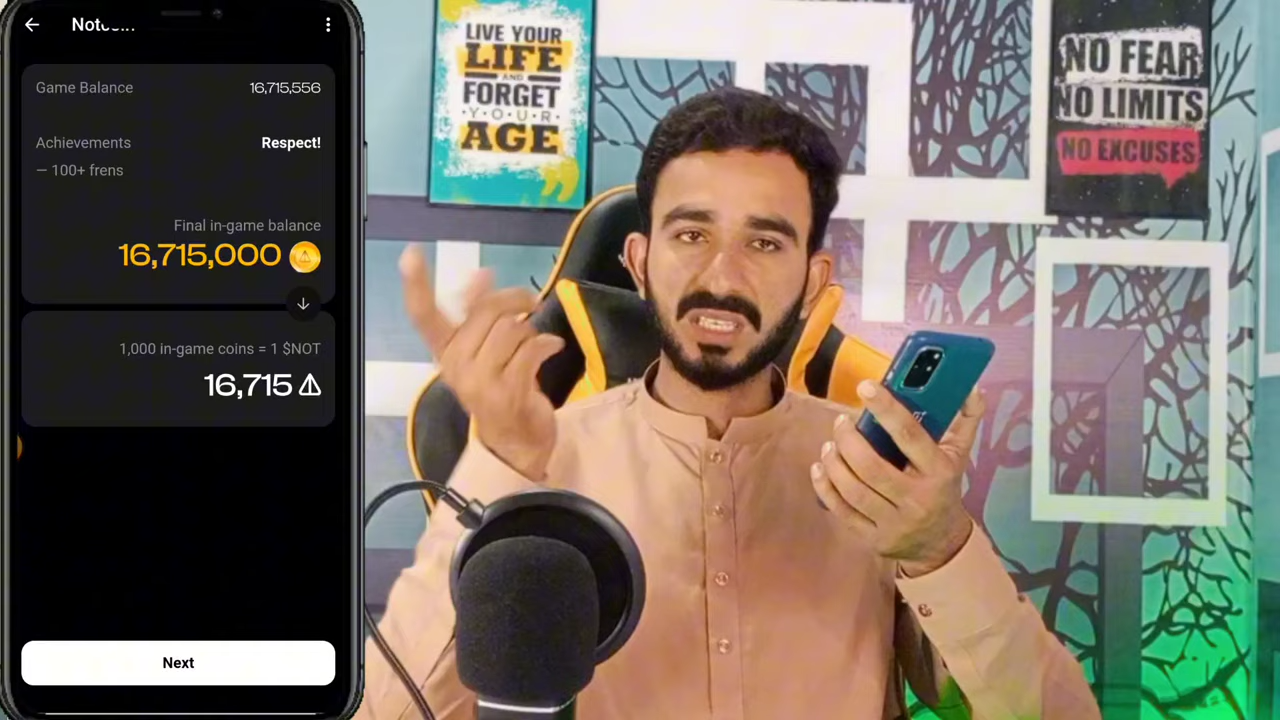 Game Balance 16,715,556
Achievements Respect!
— 100+ frens
Final in-game balance
16,715,000
1,000 in-game coins = 1 $NOT
16,715
Next
LIVE YOUR
LIFE
AND
FORGET
YOUR
AGE
NO FEAR
NO LIMITS
NO EXCUSES